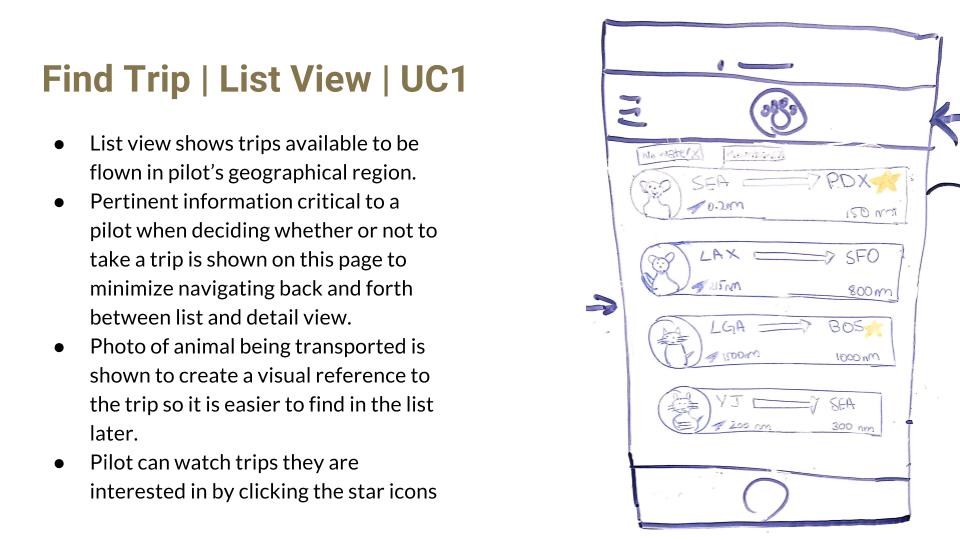 Find Trip | List View | UC1
● List view shows trips available to be
flown in pilot's geographical region.
● Pertinent information critical to a
pilot when deciding whether or not to
take a trip is shown on this page to
minimize navigating back and forth
between list and detail view.
● Photo of animal being transported is
shown to create a visual reference to
the trip so it is easier to find in the list
later.
● Pilot can watch trips they are
interested in by clicking the star icons
SEA PDX
0.2nm 150 nm
LAX SFO
800nm
LGA BOS
1500nm 1000nm
YJ SEA
200 nm 300 nm